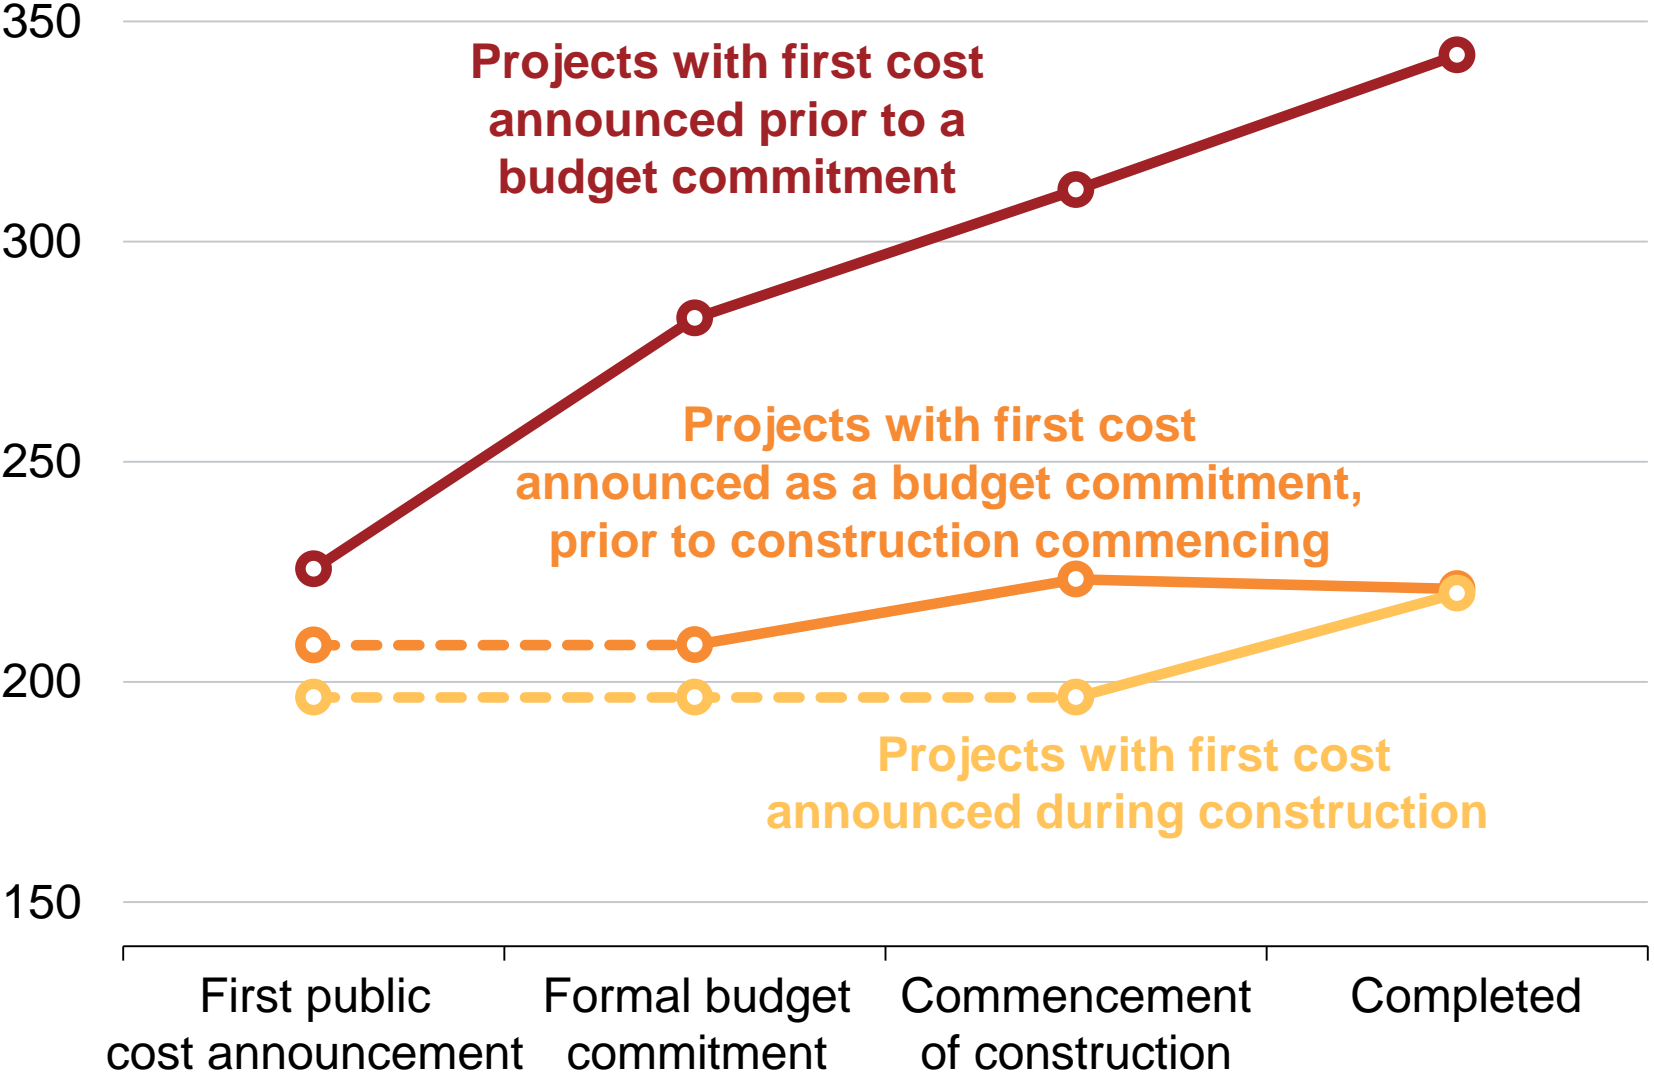 350
Projects with first cost
announced prior to a
budget commitment
300
Projects with first cost
250
announced as a budget commitment,
prior to construction commencing
200
Projects with first cost
announced during construction
150
First public
cost announcement
Formal budget
commitment
Commencement
of construction
Completed